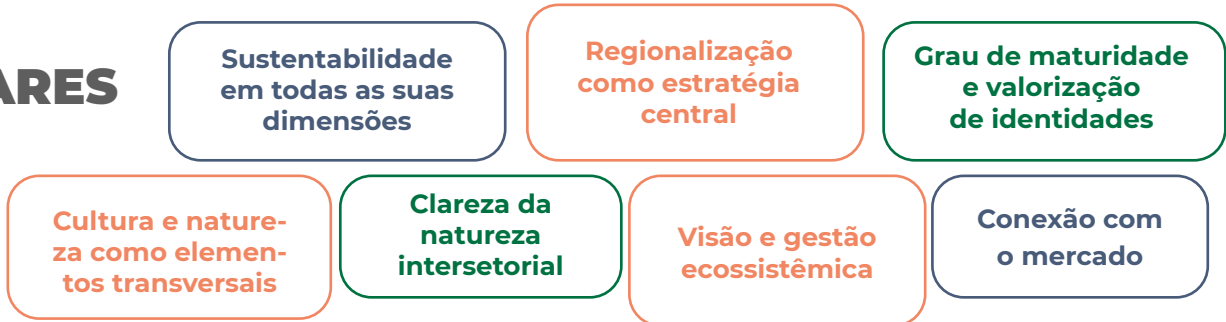 ARES
Sustentabilidade
em todas as suas
dimensões
Regionalização
como estratégia
central
Grau de maturidade
e valorização
de identidades
Cultura e nature-
za como elemen-
tos transversais
Clareza da
natureza
intersetorial
Visão e gestão
ecossistêmica
Conexão com
o mercado